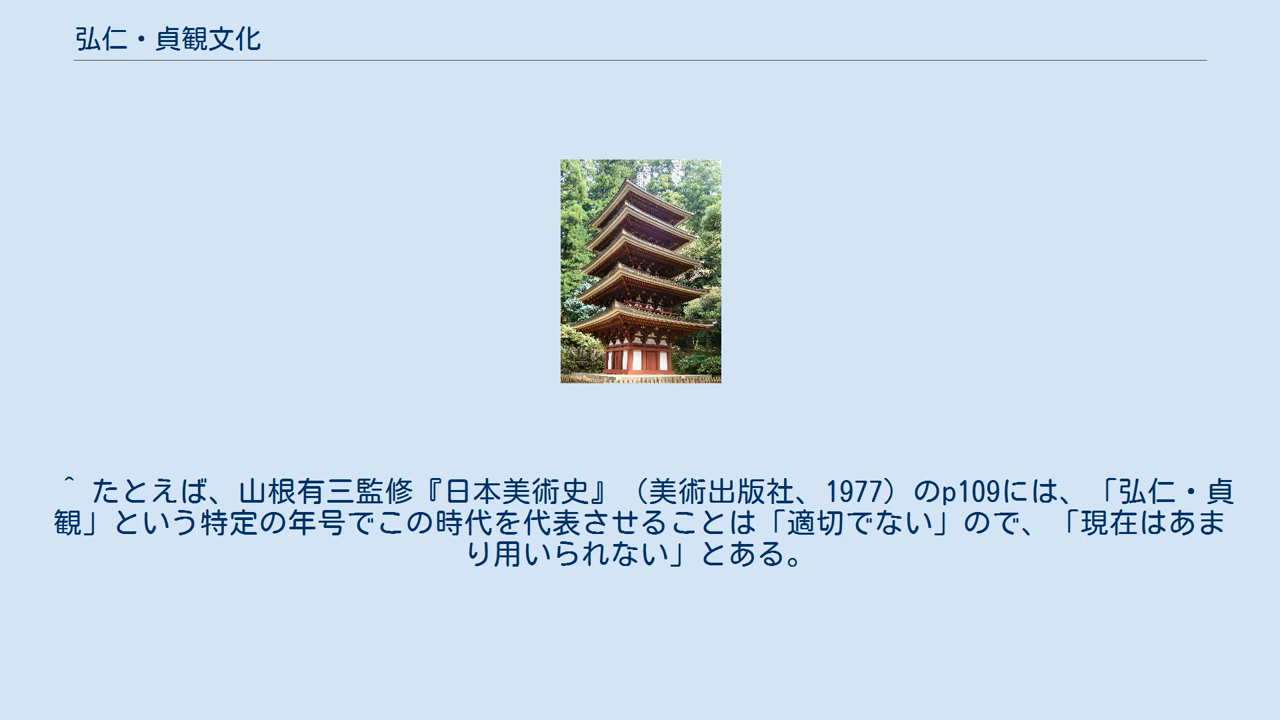 弘仁・貞観文化
^ たとえば、山根有三監修『日本美術史』（美術出版社、1977）のp109には、「弘仁・貞
観」という特定の年号でこの時代を代表させることは「適切でない」ので、「現在はあま
り用いられない」とある。